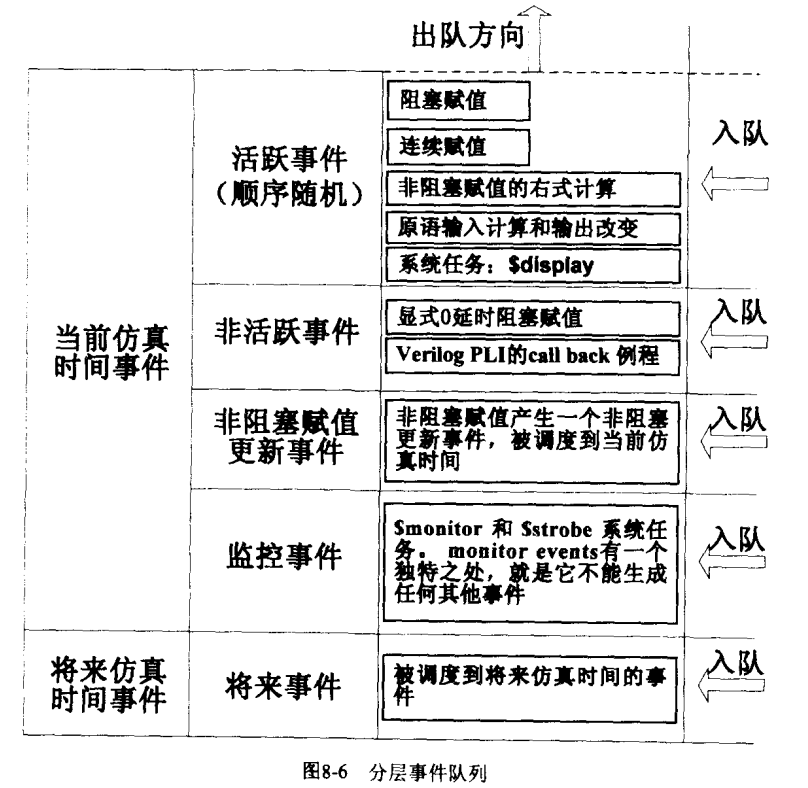 出队方向
活跃事件
（顺序随机）
阻塞赋值
连续赋值
非阻塞赋值的右式计算
原语输入计算和输出改变
系统任务：$display
入队
当前仿真
时间事件
非活跃事件
显式0延时阻塞赋值
Verilog PLI的call back 例程
入队
非阻塞赋值
更新事件
非阻塞赋值产生一个非阻塞
更新事件，被调度到当前仿
真时间
入队
监控事件
$monitor 和 $strobe 系统任
务。 monitor events有一个
独特之处，就是它不能生成
任何其他事件
入队
将来仿真
时间事件
将来事件
被调度到将来仿真时间的事
件
入队
图8-6 分层事件队列